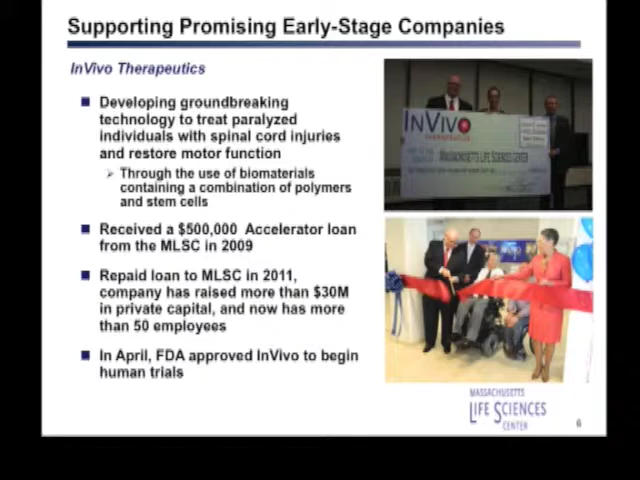 Supporting Promising Early-Stage Companies
InVivo Therapeutics
Developing groundbreaking
technology to treat paralyzed
individuals with spinal cord injuries
and restore motor function
Through the use of biomaterials
containing a combination of polymers
and stem cells
Received a $500,000 Accelerator loan
from the MLSC in 2009
Repaid loan to MLSC in 2011,
company has raised more than $30M
in private capital, and now has more
than 50 employees
In April, FDA approved InVivo to begin
human trials
INVIVO
THERAPEUTICS
MASSACHUSETTS LIFE SCIENCES CENTER
MASSACHUSETTS
LIFE SCIENCES
CENTER
6